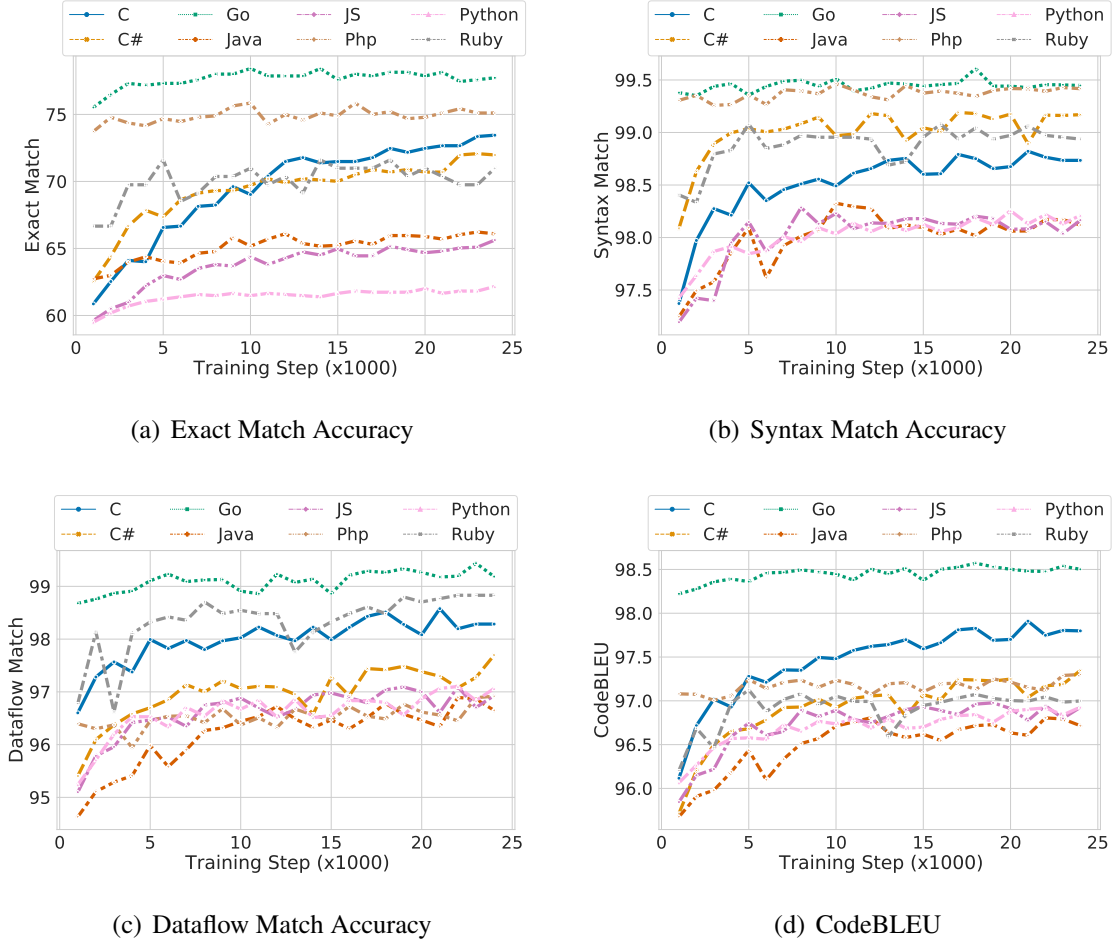 C Go JS Python
C# Java Php Ruby
75
70
65
60
Exact Match
0 5 10 15 20 25
Training Step (x1000)
(a) Exact Match Accuracy
C Go JS Python
C# Java Php Ruby
99.5
99.0
98.5
98.0
97.5
Syntax Match
0 5 10 15 20 25
Training Step (x1000)
(b) Syntax Match Accuracy
C Go JS Python
C# Java Php Ruby
99
98
97
96
95
Dataflow Match
0 5 10 15 20 25
Training Step (x1000)
(c) Dataflow Match Accuracy
C Go JS Python
C# Java Php Ruby
98.5
98.0
97.5
97.0
96.5
96.0
CodeBLEU
0 5 10 15 20 25
Training Step (x1000)
(d) CodeBLEU